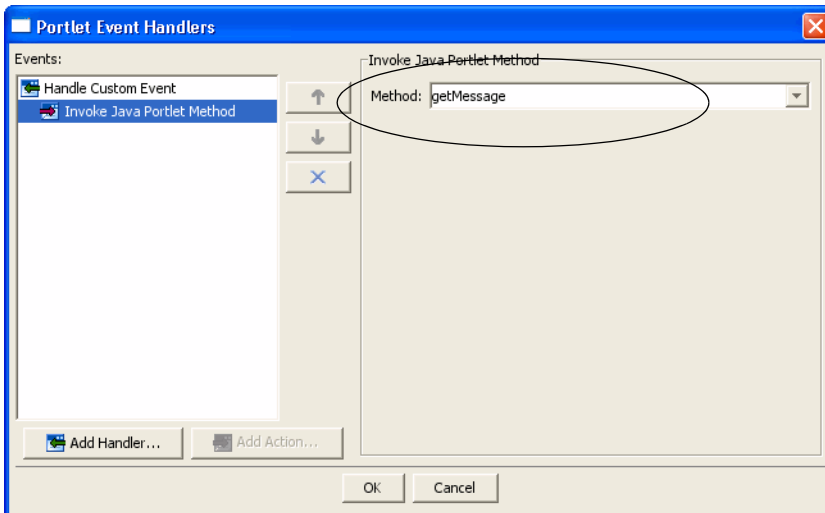 Portlet Event Handlers
Events:
Handle Custom Event
Invoke Java Portlet Method
Invoke Java Portlet Method
Method: getMessage
Add Handler...
Add Action...
OK
Cancel